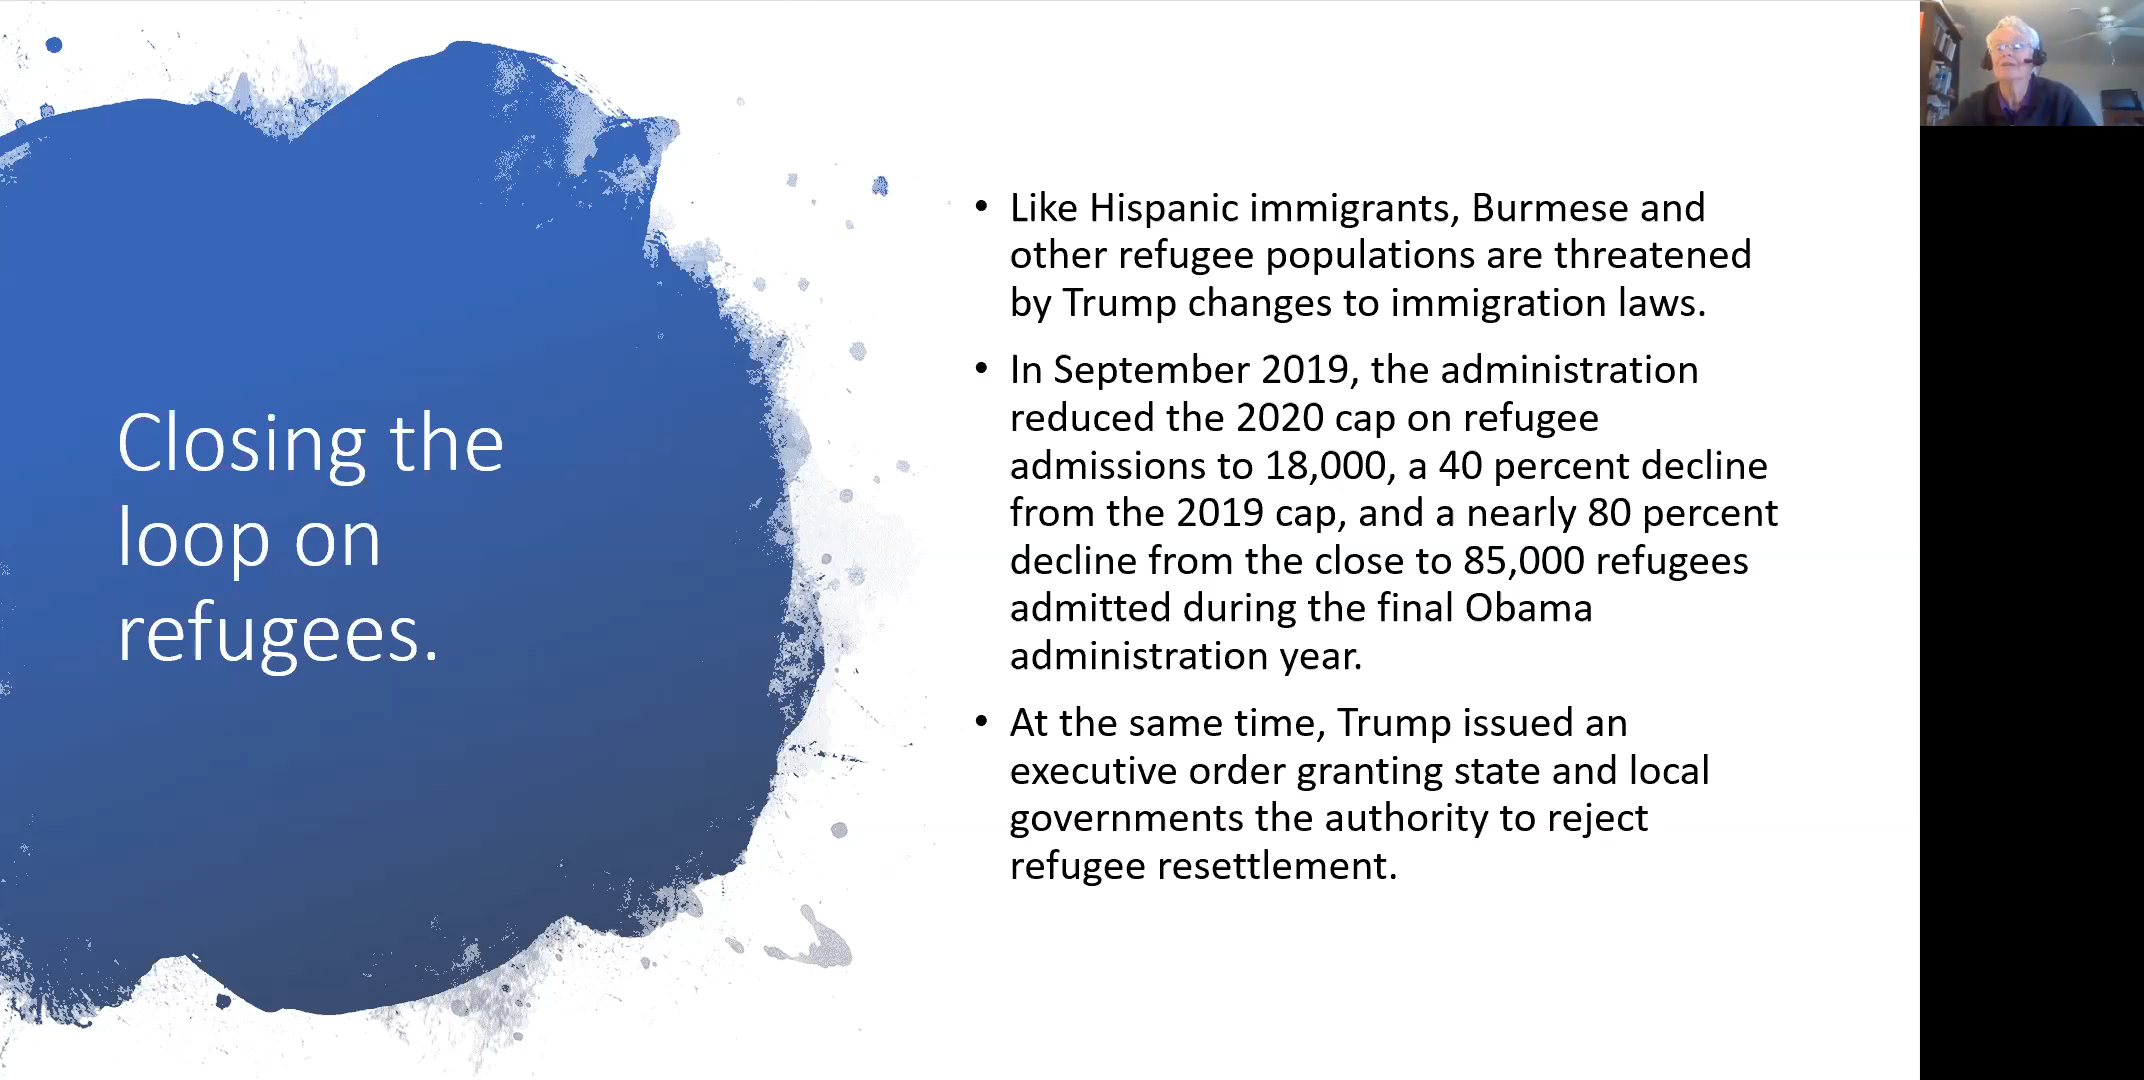 Closing the
loop on
refugees.
• Like Hispanic immigrants, Burmese and
other refugee populations are threatened
by Trump changes to immigration laws.
• In September 2019, the administration
reduced the 2020 cap on refugee
admissions to 18,000, a 40 percent decline
from the 2019 cap, and a nearly 80 percent
decline from the close to 85,000 refugees
admitted during the final Obama
administration year.
• At the same time, Trump issued an
executive order granting state and local
governments the authority to reject
refugee resettlement.